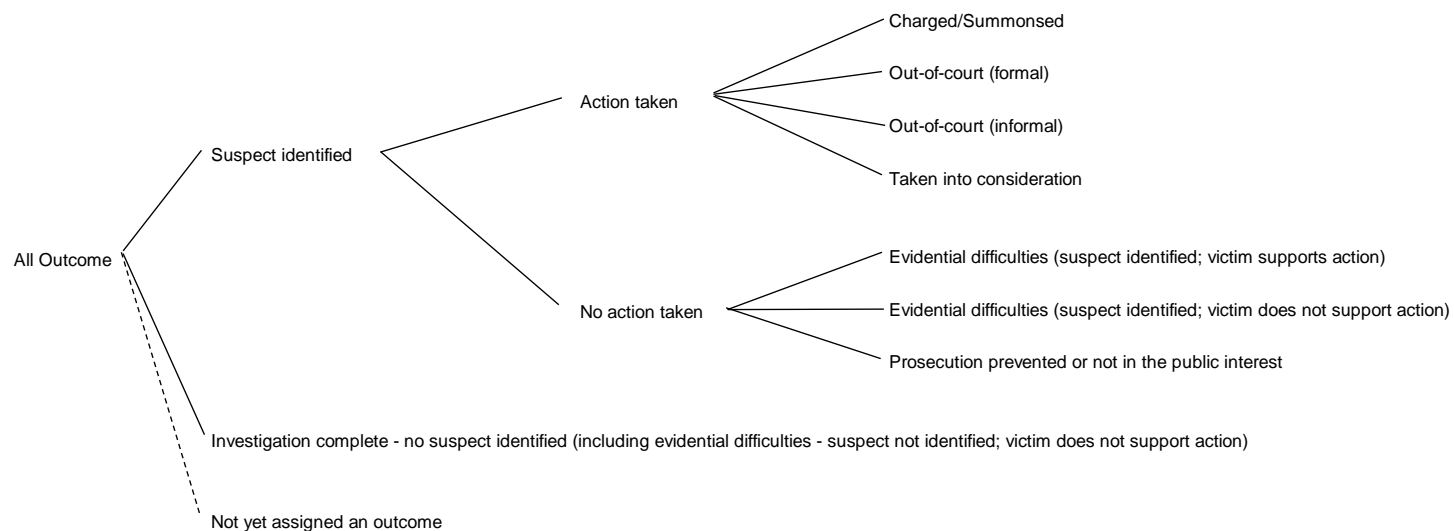 Charged/Summonsed
Out-of-court (formal)
Action taken
Out-of-court (informal)
Suspect identified
Taken into consideration
All Outcome
Evidential difficulties (suspect identified; victim supports action)
No action taken
Evidential difficulties (suspect identified; victim does not support action)
Prosecution prevented or not in the public interest
Investigation complete - no suspect identified (including evidential difficulties - suspect not identified; victim does not support action)
Not yet assigned an outcome